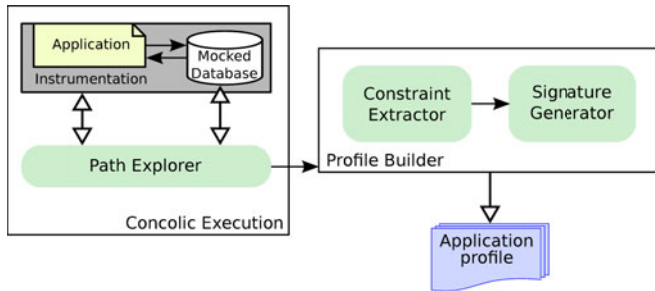 Application
Mocked
Database
Instrumentation
Path Explorer
Concolic Execution
Constraint
Extractor
Signature
Generator
Profile Builder
Application
profile